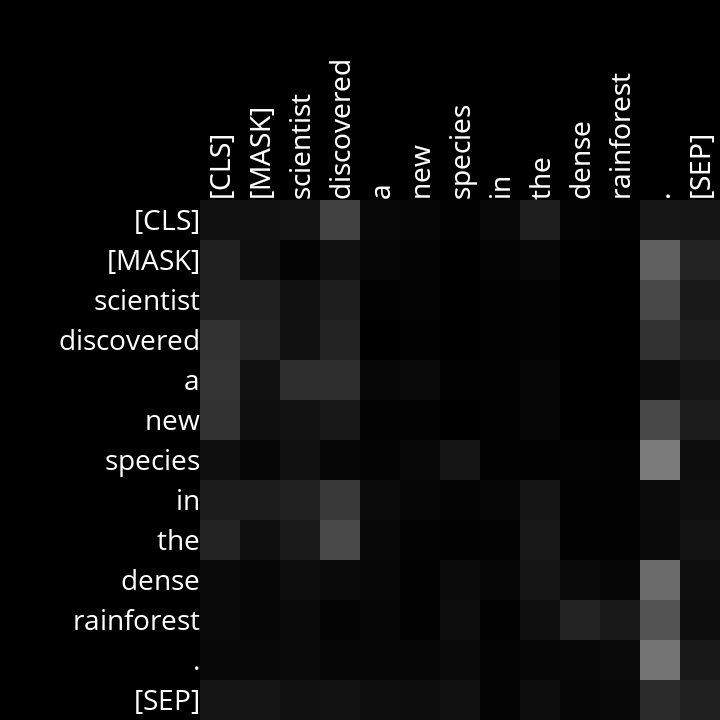 [CLS] [MASK] scientist discovered a new species in the dense rainforest . [SEP]
[CLS]
[MASK]
scientist
discovered
a
new
species
in
the
dense
rainforest
.
[SEP]